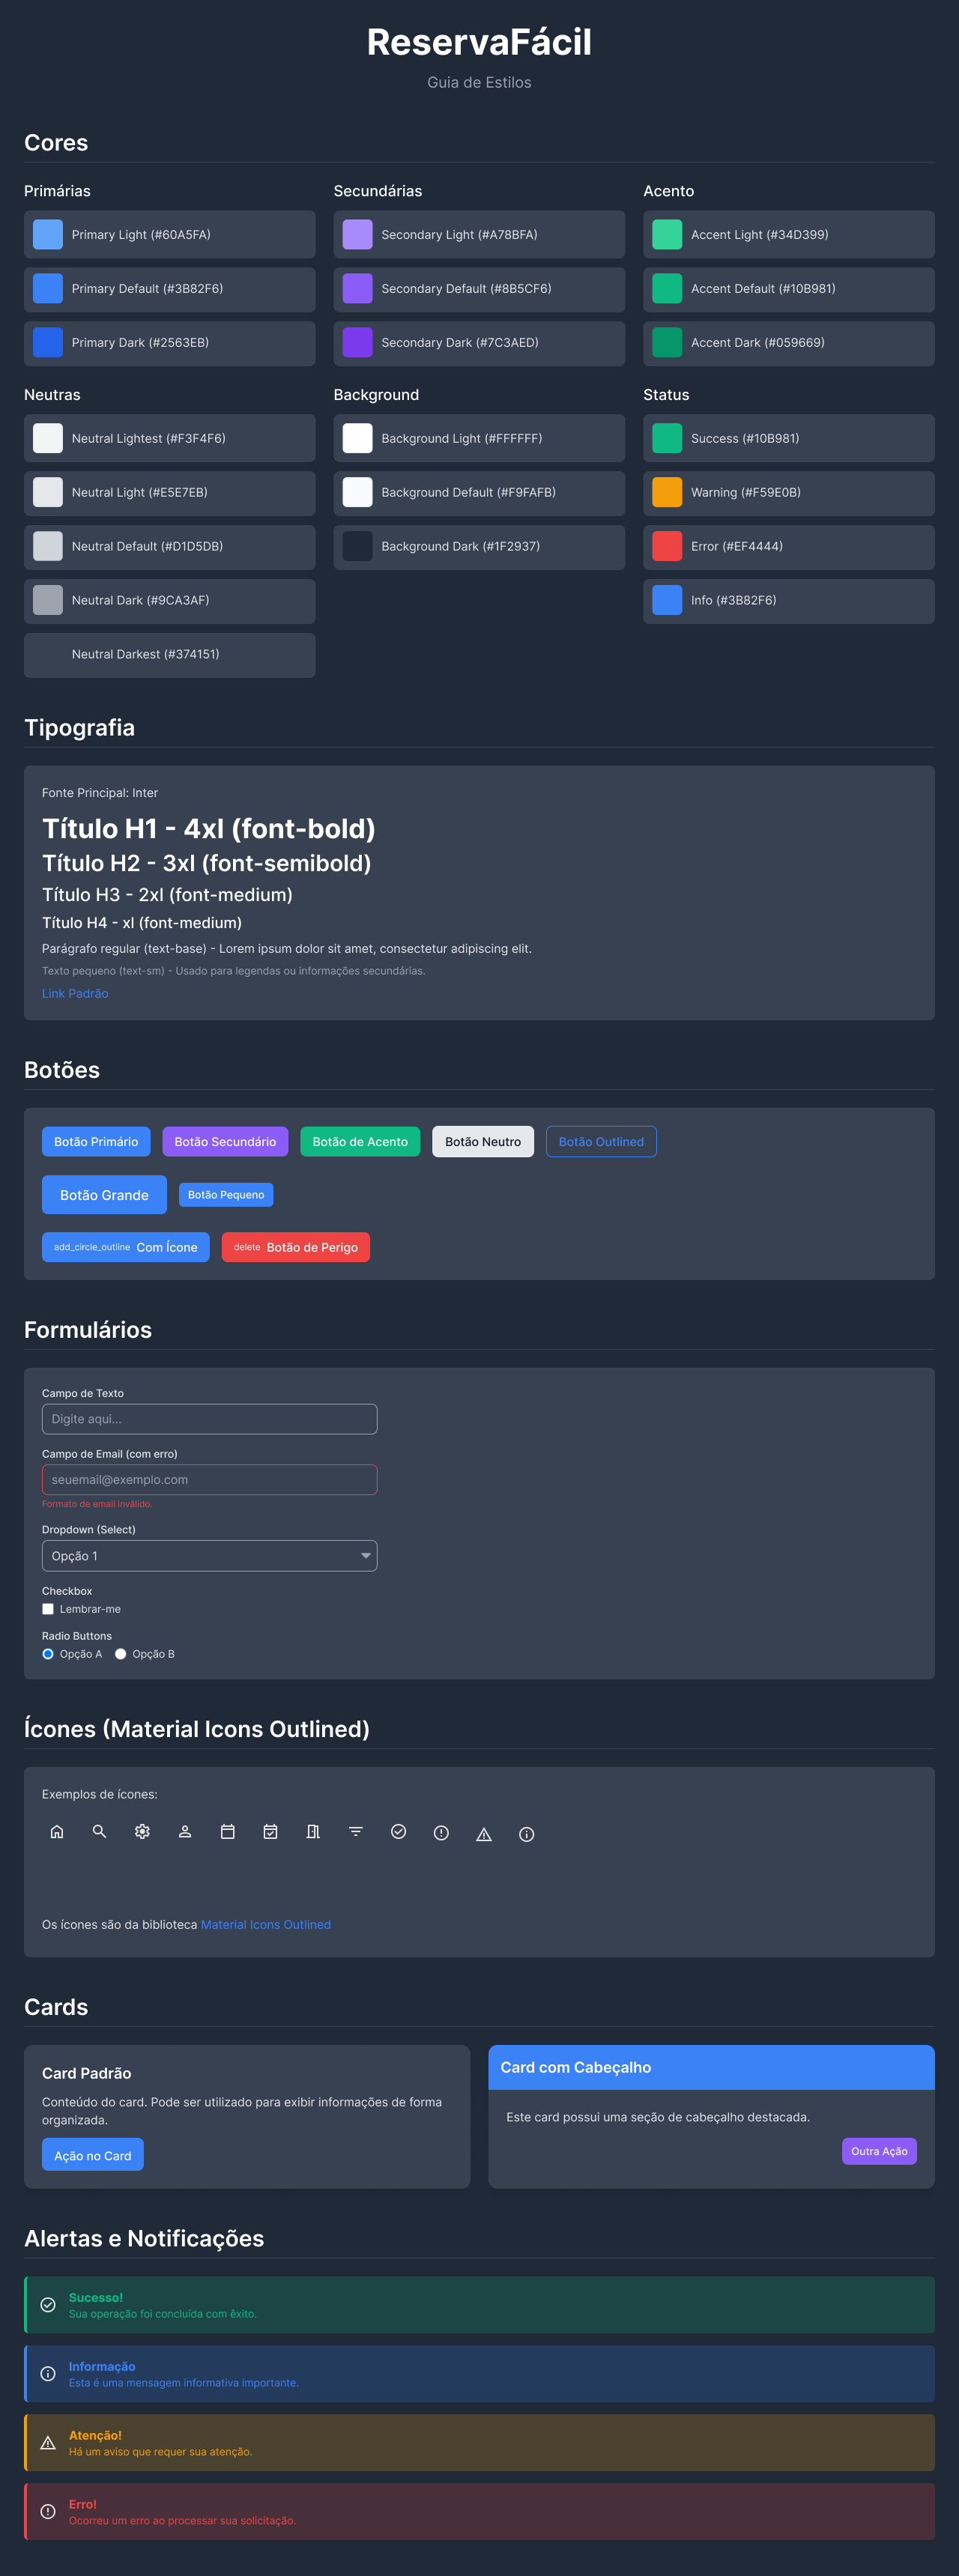 ReservaFácil
Guia de Estilos
Cores
Primárias
Primary Light (#60A5FA)
Primary Default (#3B82F6)
Primary Dark (#2563EB)
Secundárias
Secondary Light (#A78BFA)
Secondary Default (#8B5CF6)
Secondary Dark (#7C3AED)
Acento
Accent Light (#34D399)
Accent Default (#10B981)
Accent Dark (#059669)
Neutras
Neutral Lightest (#F3F4F6)
Neutral Light (#E5E7EB)
Neutral Default (#D1D5DB)
Neutral Dark (#9CA3AF)
Neutral Darkest (#374151)
Background
Background Light (#FFFFFF)
Background Default (#F9FAFB)
Background Dark (#1F2937)
Status
Success (#10B981)
Warning (#F59E0B)
Error (#EF4444)
Info (#3B82F6)
Tipografia
Fonte Principal: Inter
Título H1 - 4xl (font-bold)
Título H2 - 3xl (font-semibold)
Título H3 - 2xl (font-medium)
Título H4 - xl (font-medium)
Parágrafo regular (text-base) - Lorem ipsum dolor sit amet, consectetur adipiscing elit.
Texto pequeno (text-sm) - Usado para legendas ou informações secundárias.
Link Padrão
Botões
Botão Primário
Botão Secundário
Botão de Acento
Botão Neutro
Botão Outlined
Botão Grande
Botão Pequeno
add_circle_outline Com Ícone
delete Botão de Perigo
Formulários
Campo de Texto
Digite aqui...
Campo de Email (com erro)
seuemail@exemplo.com
Formato de email inválido.
Dropdown (Select)
Opção 1
Checkbox
Lembrar-me
Radio Buttons
Opção A
Opção B
Ícones (Material Icons Outlined)
Exemplos de ícones:
Os ícones são da biblioteca Material Icons Outlined
Cards
Card Padrão
Conteúdo do card. Pode ser utilizado para exibir informações de forma
organizada.
Ação no Card
Card com Cabeçalho
Este card possui uma seção de cabeçalho destacada.
Outra Ação
Alertas e Notificações
Sucesso!
Sua operação foi concluída com êxito.
Informação
Esta é uma mensagem informativa importante.
Atenção!
Há um aviso que requer sua atenção.
Erro!
Ocorreu um erro ao processar sua solicitação.